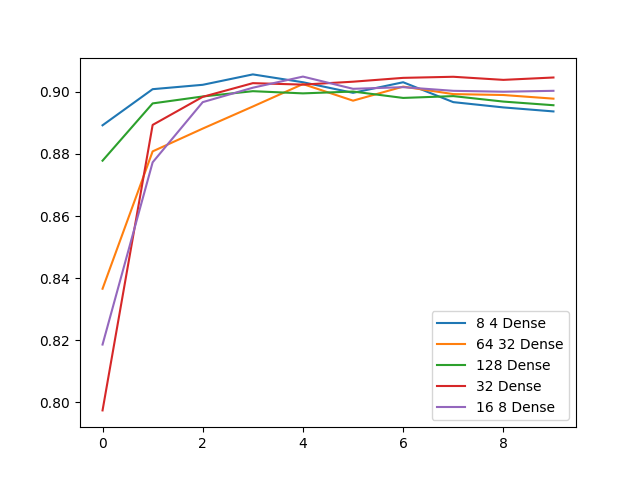 0.90
0.88
0.86
0.84
0.82
0.80
0 2 4 6 8
8 4 Dense
64 32 Dense
128 Dense
32 Dense
16 8 Dense